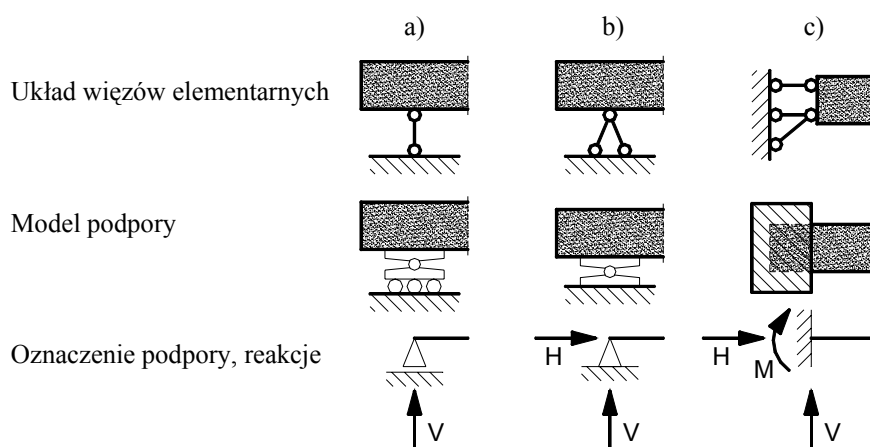 a) b) c)
Układ więzów elementarnych
Model podpory
Oznaczenie podpory, reakcje
H H M
V V V